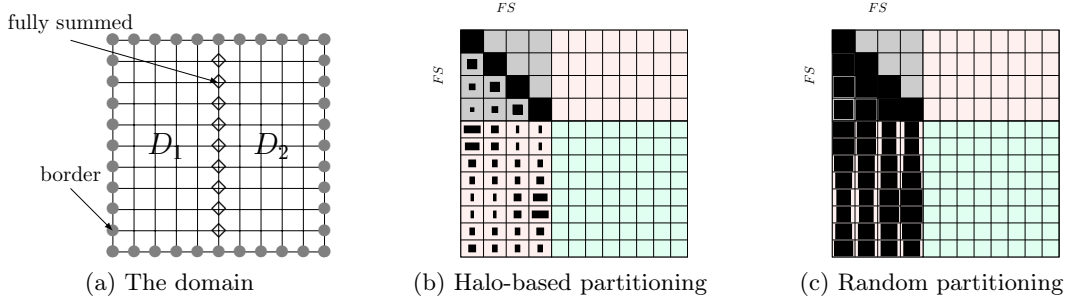 fully summed
D1
D2
border
(a) The domain
FS
FS
(b) Halo-based partitioning
FS
FS
(c) Random partitioning